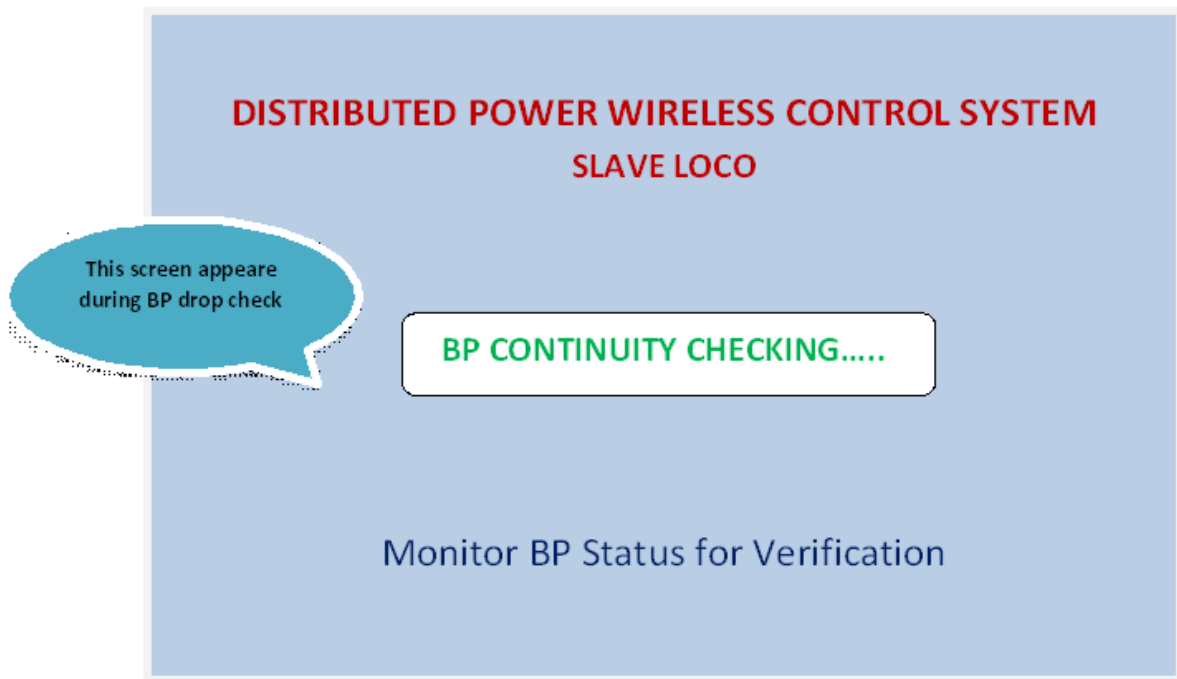 DISTRIBUTED POWER WIRELESS CONTROL SYSTEM
SLAVE LOCO
This screen appeare
during BP drop check
BP CONTINUITY CHECKING.....
Monitor BP Status for Verification